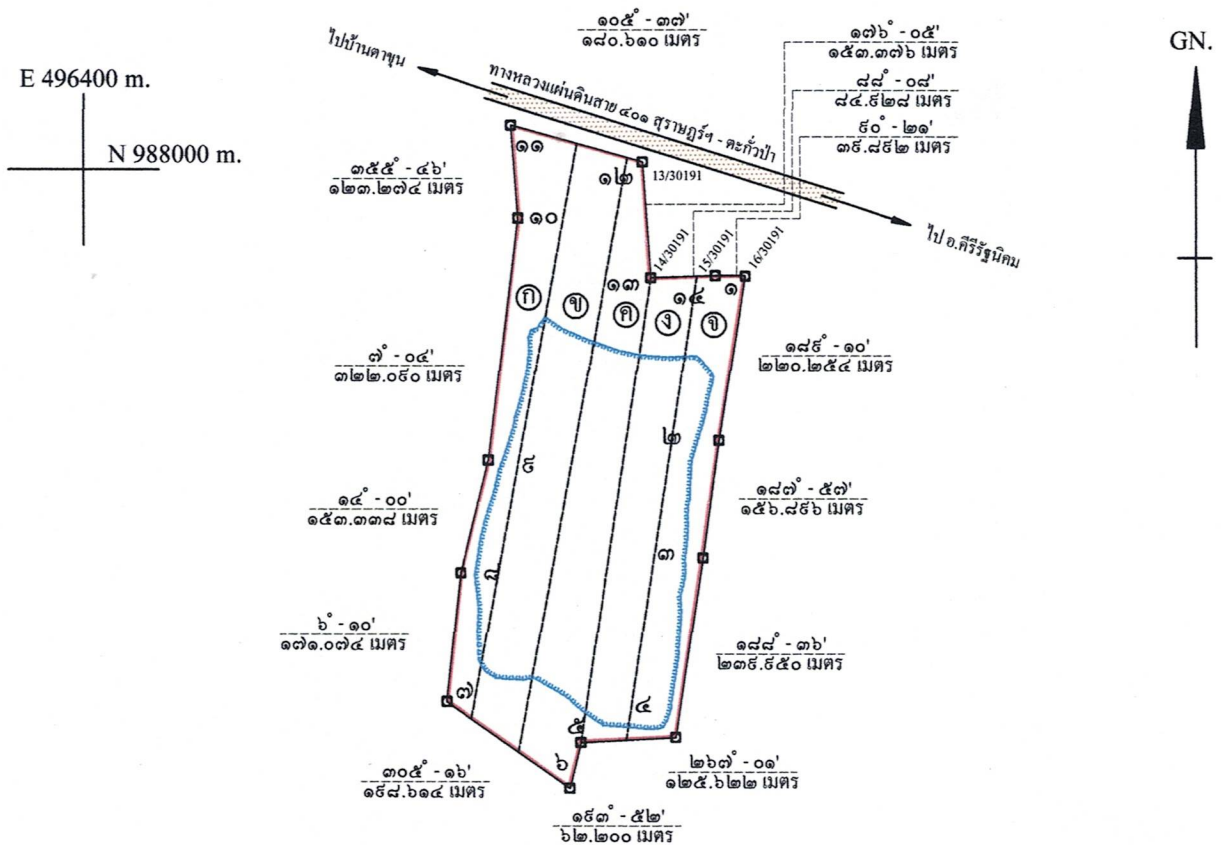 ๑๐๕° - ๓๗'
๑๘๐.๖๑๐ เมตร
๑๗๖° - ๐๕'
๑๕๓.๓๗๖ เมตร
GN.
ไปบ้านตาขุน
E 496400 m.
ทางหลวงแผ่นดินสาย ๔๐๑ สุราษฎร์ฯ - ตะกั่วป่า
๘๘° - ๐๘'
๘๔.๙๒๘ เมตร
๙๐° - ๒๑'
๓๙.๘๙๒ เมตร
N 988000 m.
๑๑
๓๕๕° - ๔๖'
๑๒๓.๒๗๔ เมตร
๑๒
13/30191
๑๐
ไป อ.คีรีรัฐนิคม
14/30191
15/30191
16/30191
๑๓
๑๔
๑
ก
ข
ค
ง
จ
๗° - ๐๔'
๓๒๒.๐๙๐ เมตร
๑๘๙° - ๑๐'
๒๒๐.๒๕๔ เมตร
๒
๙
๑๔° - ๐๐'
๑๕๓.๓๓๘ เมตร
๑๘๗° - ๕๗'
๑๕๖.๘๙๖ เมตร
๓
๘
๖° - ๑๐'
๑๗๑.๐๗๔ เมตร
๑๘๘° - ๓๖'
๒๓๙.๙๕๐ เมตร
๗
๔
๕
๖
๓๐๕° - ๑๖'
๑๙๘.๖๑๔ เมตร
๒๖๗° - ๐๑'
๑๒๕.๖๒๒ เมตร
๑๙๓° - ๕๒'
๖๒.๒๐๐ เมตร